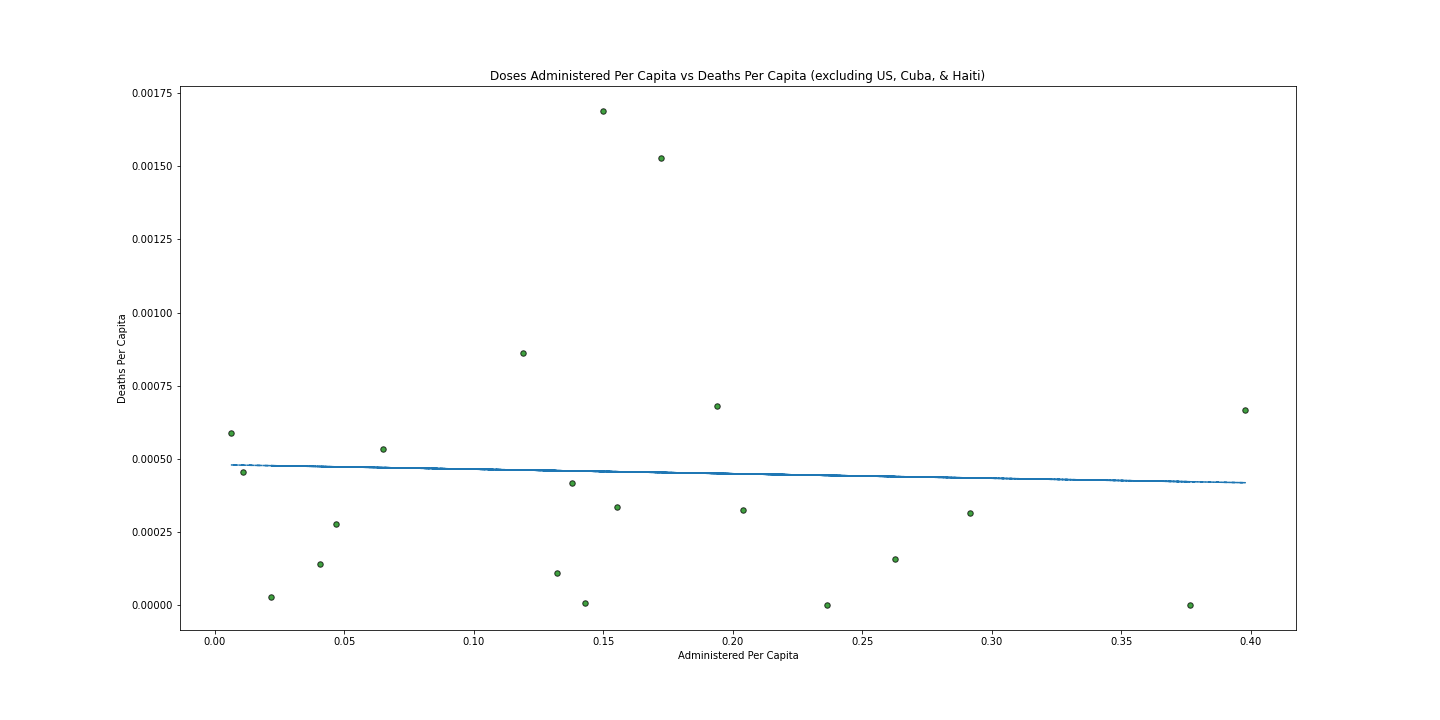 Doses Administered Per Capita vs Deaths Per Capita (excluding US, Cuba, & Haiti)
0.00175
0.00150
0.00125
0.00100
0.00075
0.00050
0.00025
0.00000
Deaths Per Capita
0.00 0.05 0.10 0.15 0.20 0.25 0.30 0.35 0.40
Administered Per Capita